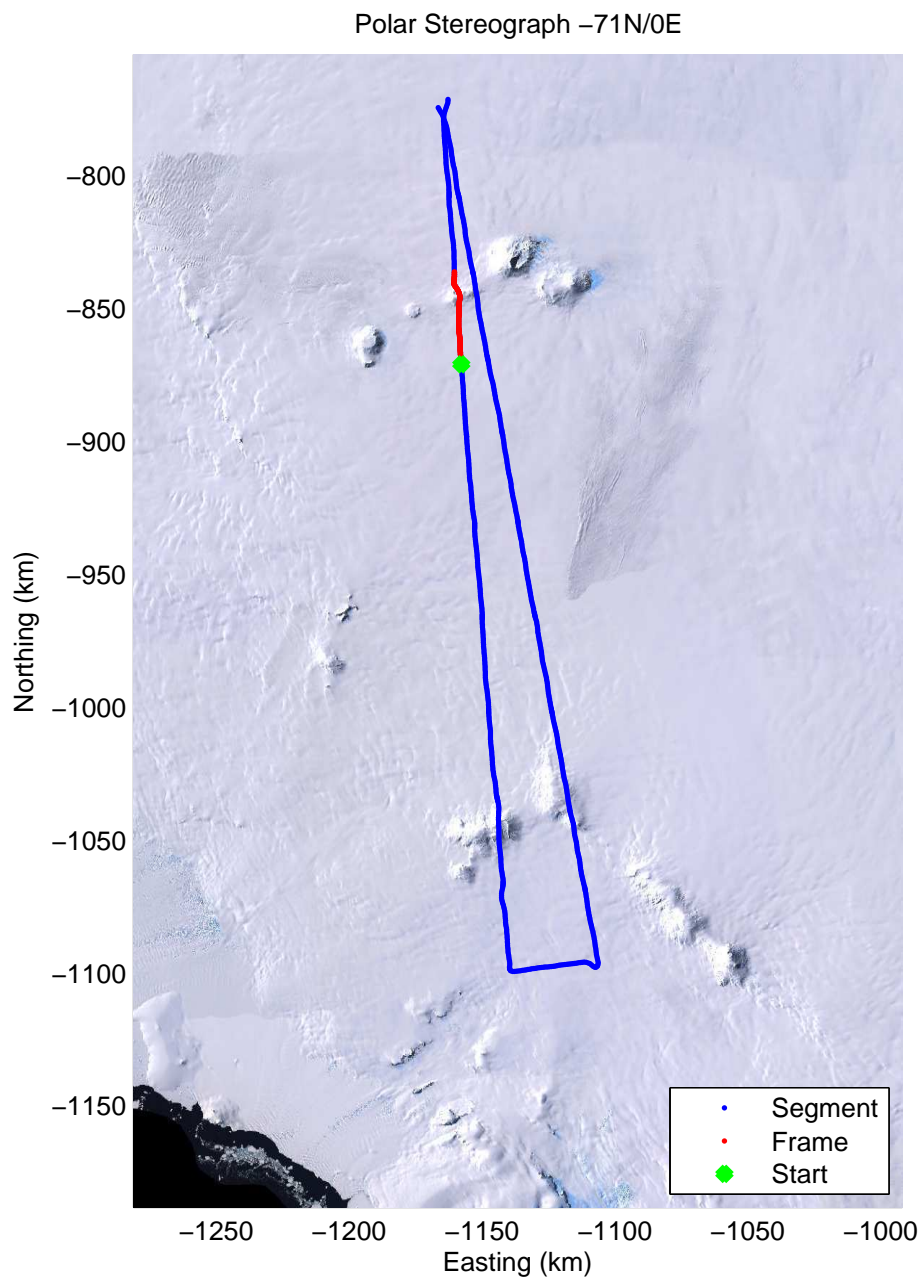 Polar Stereograph −71N/0E
−800
−850
−900
−950
−1000
−1050
−1100
−1150
Northing (km)
Segment
Frame
Start
−1250 −1200 −1150 −1100 −1050 −1000
Easting (km)